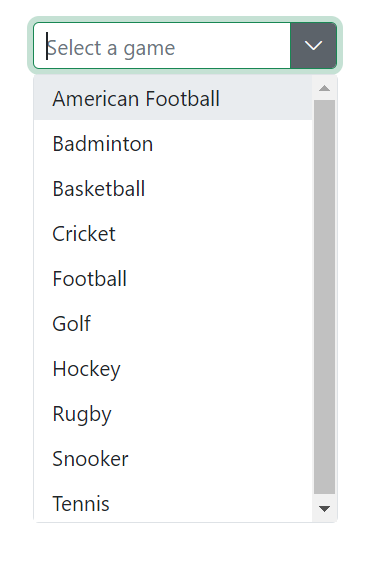 Select a game
American Football
Badminton
Basketball
Cricket
Football
Golf
Hockey
Rugby
Snooker
Tennis